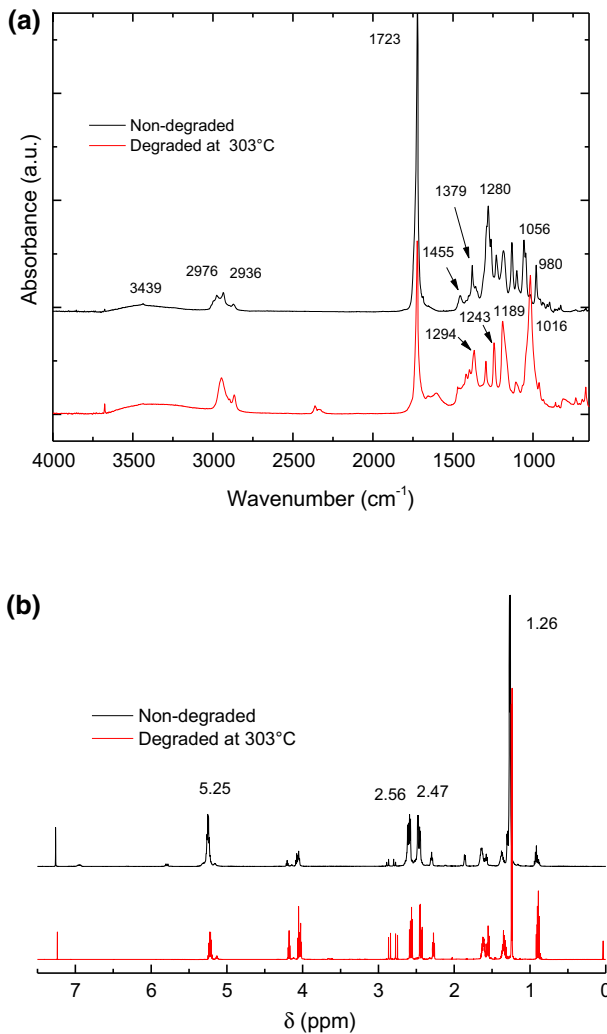 (a)
1723
Non-degraded
Degraded at 303°C
1379
1280
1455
1056
980
2976
2936
3439
1294
1243
1189
1016
Absorbance (a.u.)
4000 3500 3000 2500 2000 1500 1000
Wavenumber (cm-1)
(b)
1.26
Non-degraded
Degraded at 303°C
5.25
2.56
2.47
7 6 5 4 3 2 1 0
δ (ppm)